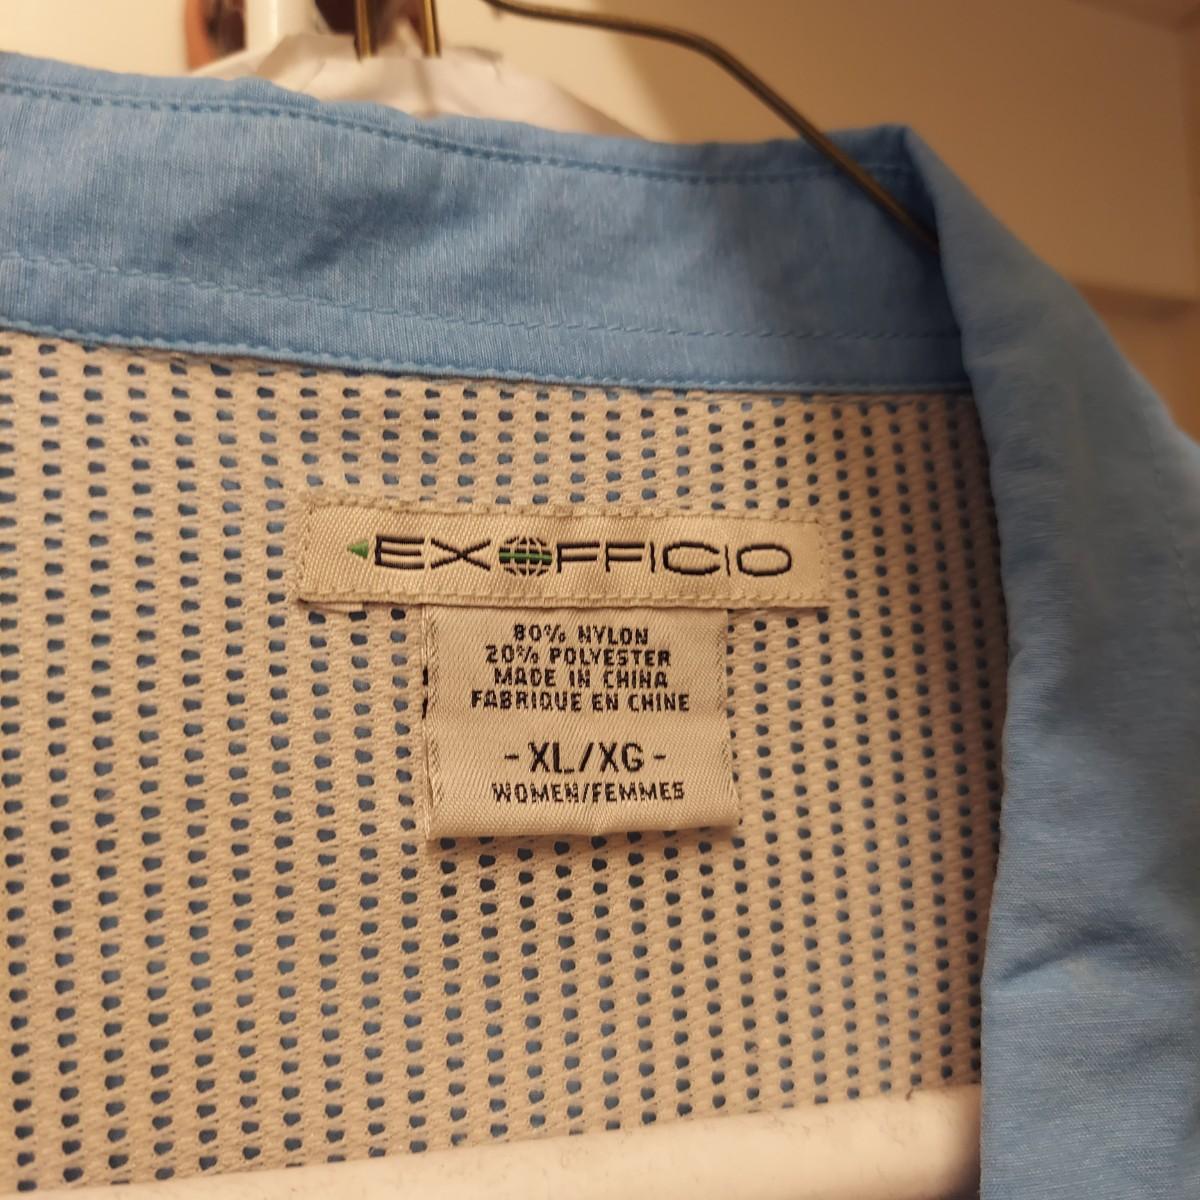 EXOFFICIO
80% NYLON
20% POLYESTER
MADE IN CHINA
FABRIQUE EN CHINE
- XL/XG -
WOMEN/FEMMES